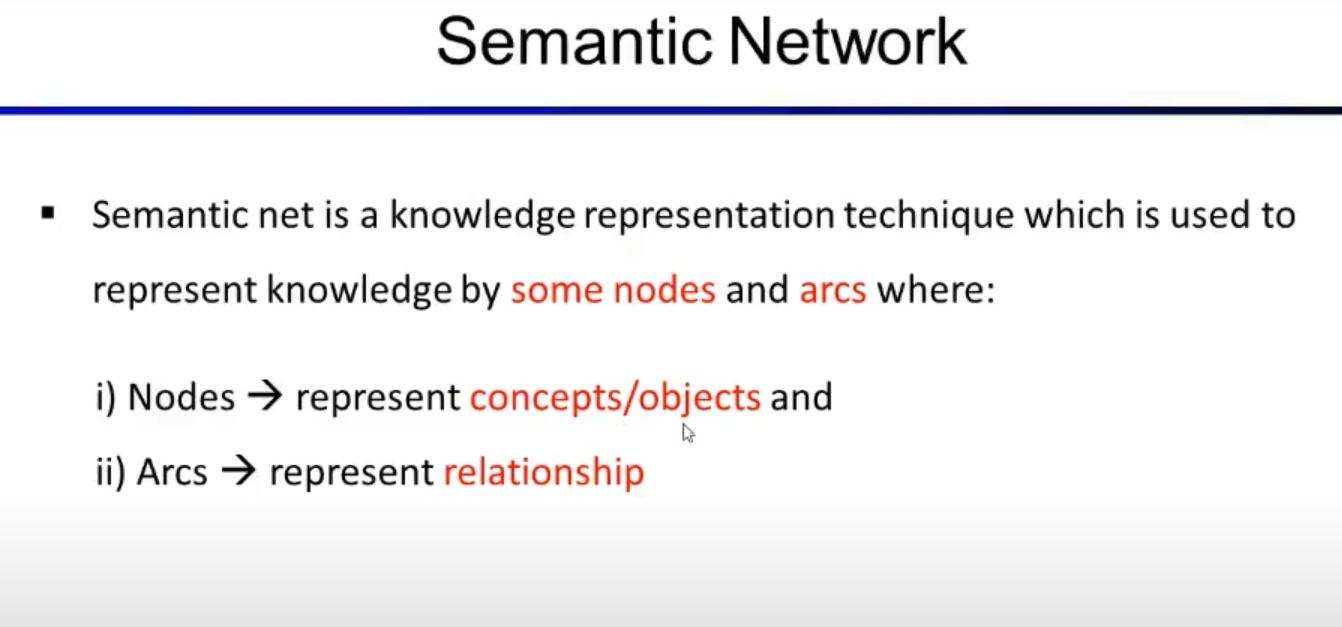 Semantic Network
▪ Semantic net is a knowledge representation technique which is used to
represent knowledge by some nodes and arcs where:
i) Nodes → represent concepts/objects and
ii) Arcs → represent relationship